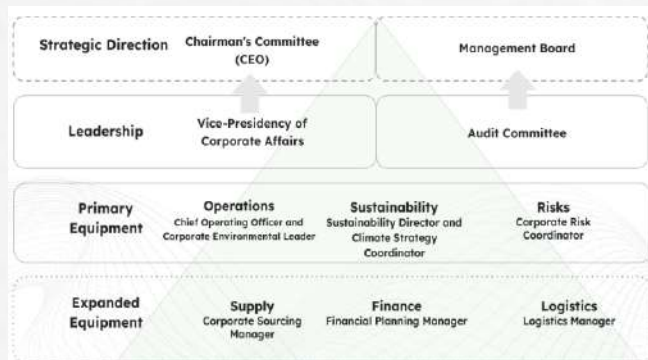 Strategic Direction
Chairman's Committee
(CEO)
Management Board
Leadership
Vice-Presidency of
Corporate Affairs
Audit Committee
Primary
Equipment
Operations
Chief Operating Officer and
Corporate Environmental Leader
Sustainability
Sustainability Director and
Climate Strategy
Coordinator
Risks
Corporate Risk
Coordinator
Expanded
Equipment
Supply
Corporate Sourcing
Manager
Finance
Financial Planning Manager
Logistics
Logistics Manager